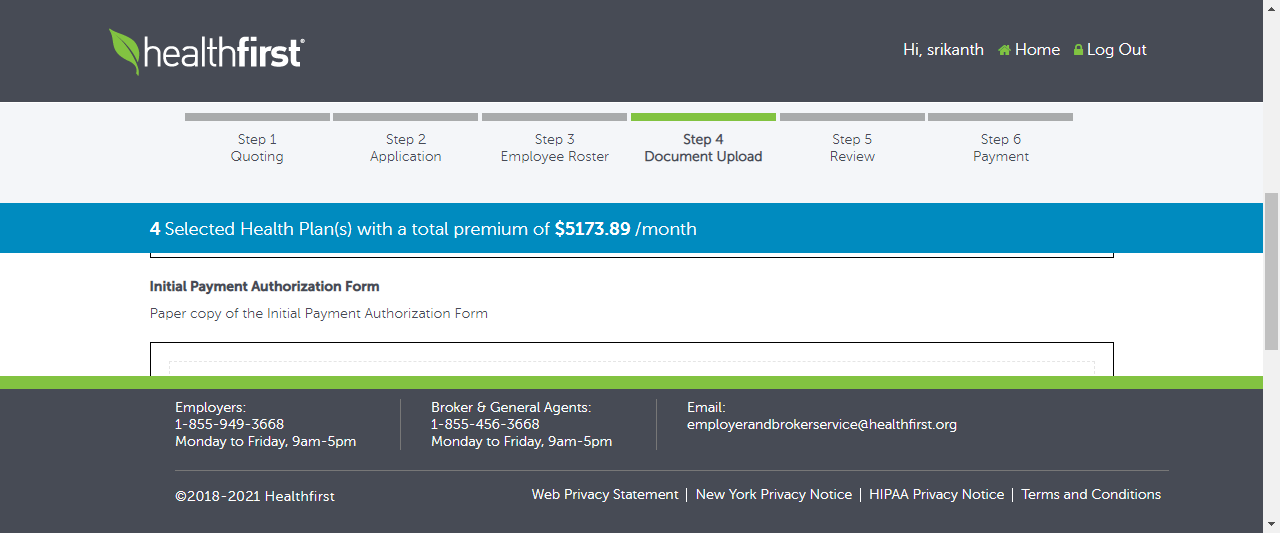 healthfirst®
Hi, srikanth Home Log Out
Step 1 Step 2 Step 3 Step 4 Step 5 Step 6
Quoting Application Employee Roster Document Upload Review Payment
4 Selected Health Plan(s) with a total premium of $5173.89 /month
Initial Payment Authorization Form
Paper copy of the Initial Payment Authorization Form
Employers:
1-855-949-3668
Monday to Friday, 9am-5pm
Broker & General Agents:
1-855-456-3668
Monday to Friday, 9am-5pm
Email:
employerandbrokerservice@healthfirst.org
©2018-2021 Healthfirst
Web Privacy Statement | New York Privacy Notice | HIPAA Privacy Notice | Terms and Conditions